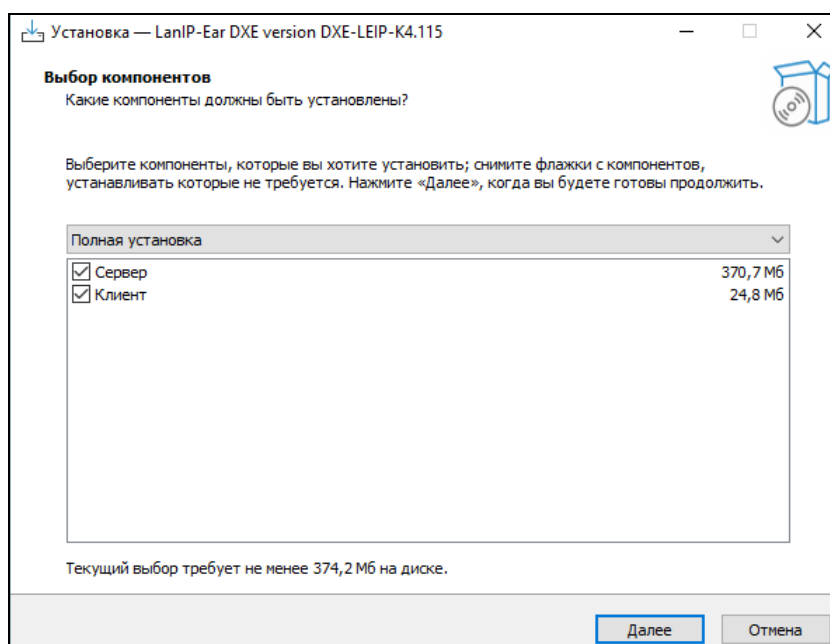 Установка — LanIP-Ear DXE version DXE-LEIP-K4.115
Выбор компонентов
Какие компоненты должны быть установлены?
Выберите компоненты, которые вы хотите установить; снимите флажки с компонентов,
устанавливать которые не требуется. Нажмите «Далее», когда вы будете готовы продолжить.
Полная установка
Сервер 370,7 Мб
Клиент 24,8 Мб
Текущий выбор требует не менее 374,2 Мб на диске.
Далее Отмена